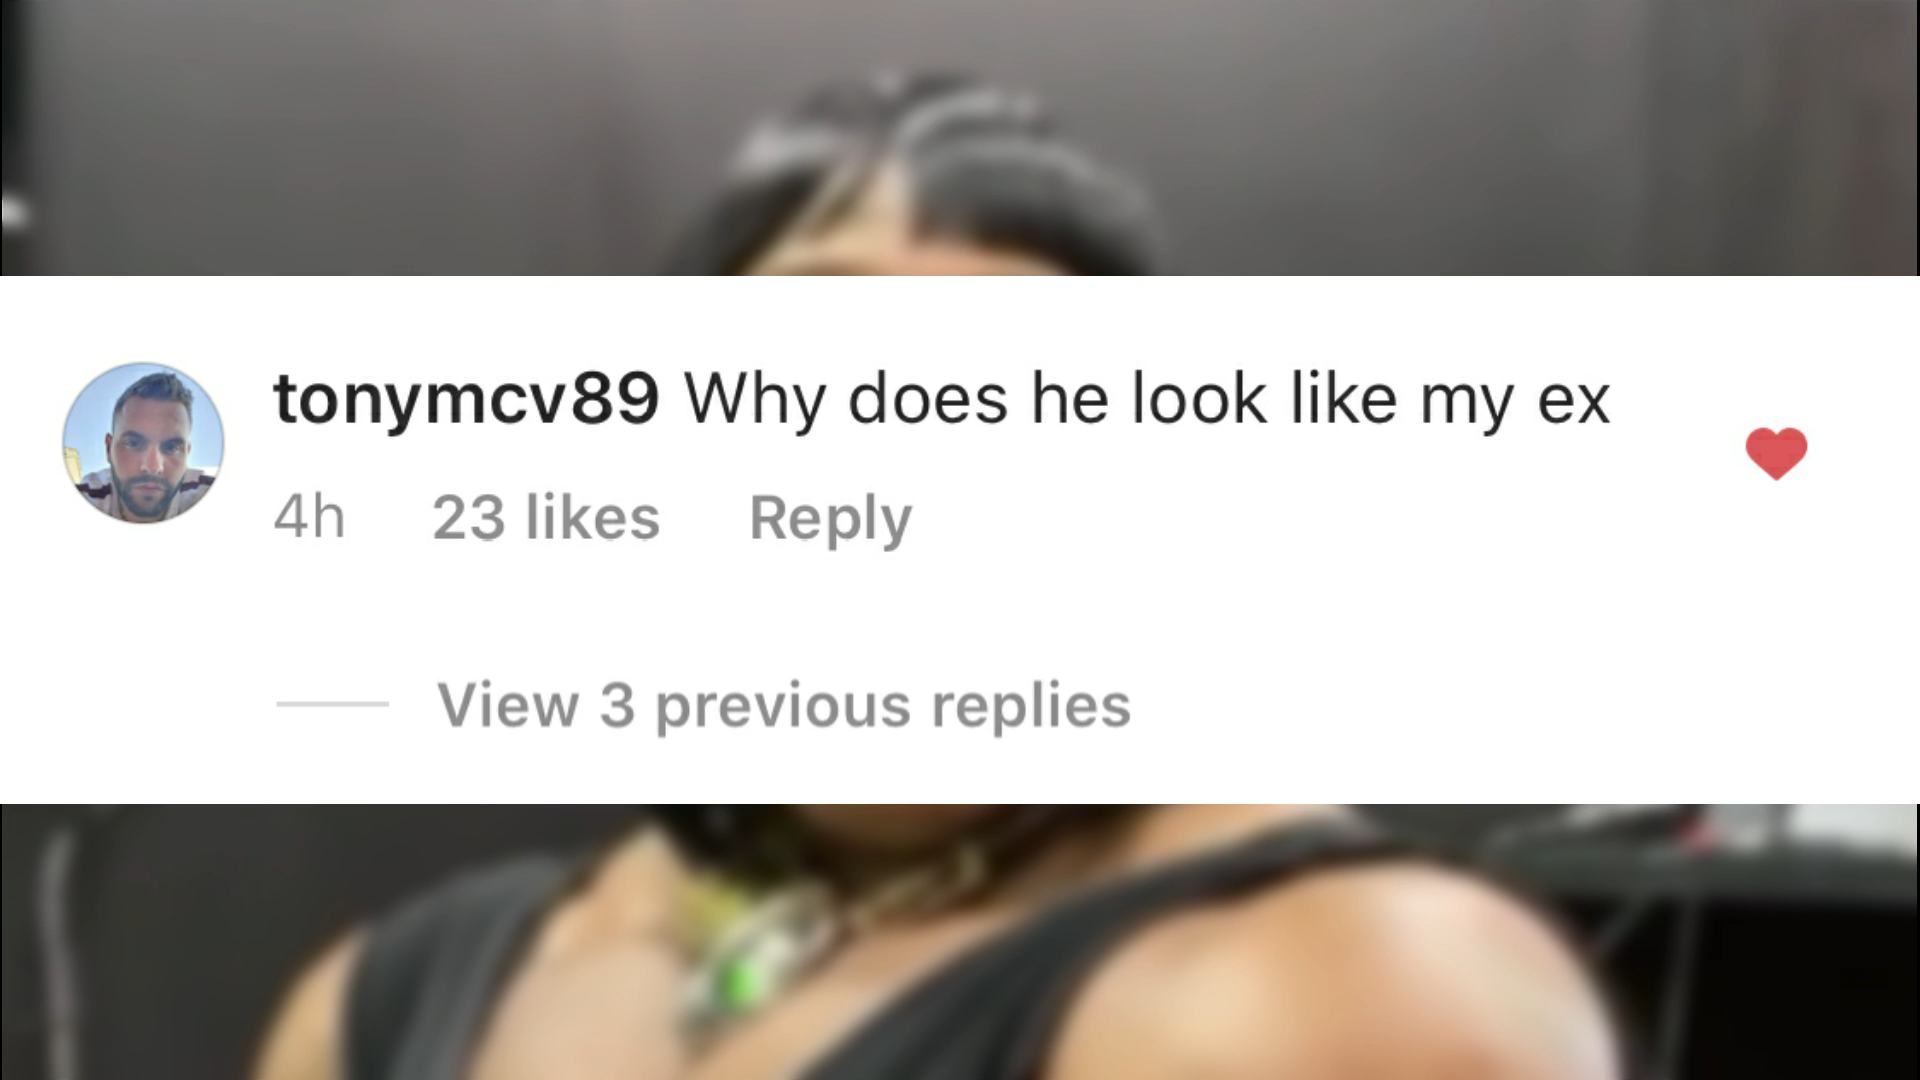 tonymcv89 Why does he look like my ex
4h 23 likes Reply
View 3 previous replies